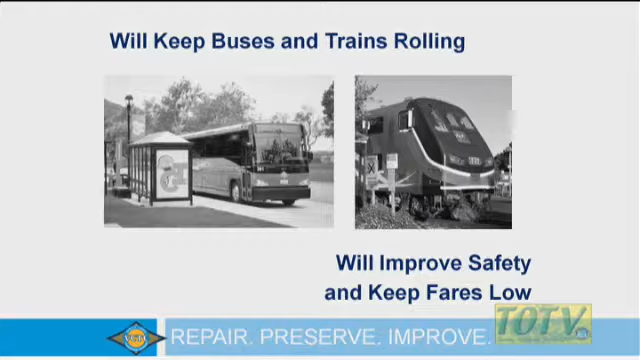 Will Keep Buses and Trains Rolling
Will Improve Safety
and Keep Fares Low
REPAIR. PRESERVE. IMPROVE.
TOTV